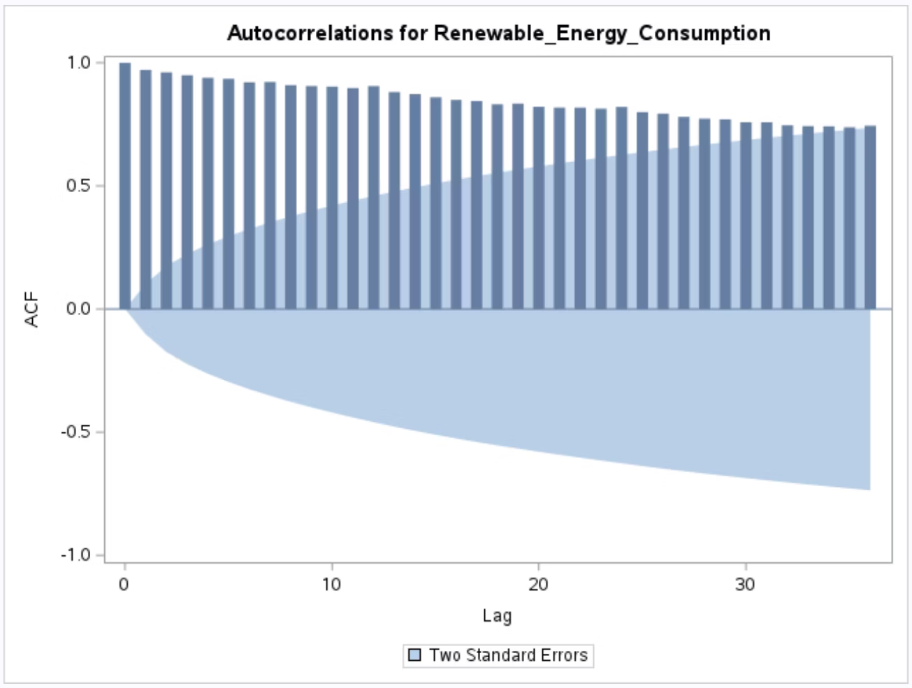 Autocorrelations for Renewable_Energy_Consumption
1.0
0.5
0.0
-0.5
-1.0
ACF
0 10 20 30
Lag
Two Standard Errors